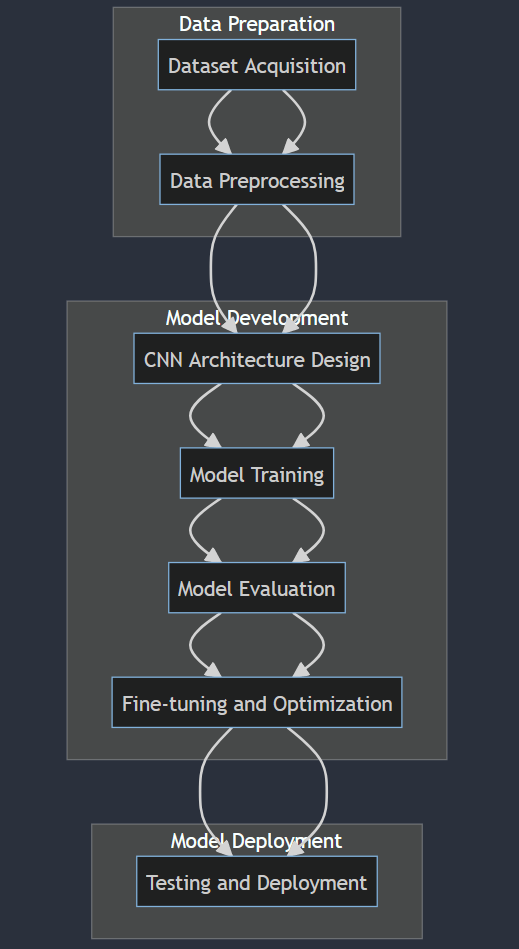 Data Preparation
Dataset Acquisition
Data Preprocessing
Model Development
CNN Architecture Design
Model Training
Model Evaluation
Fine-tuning and Optimization
Model Deployment
Testing and Deployment